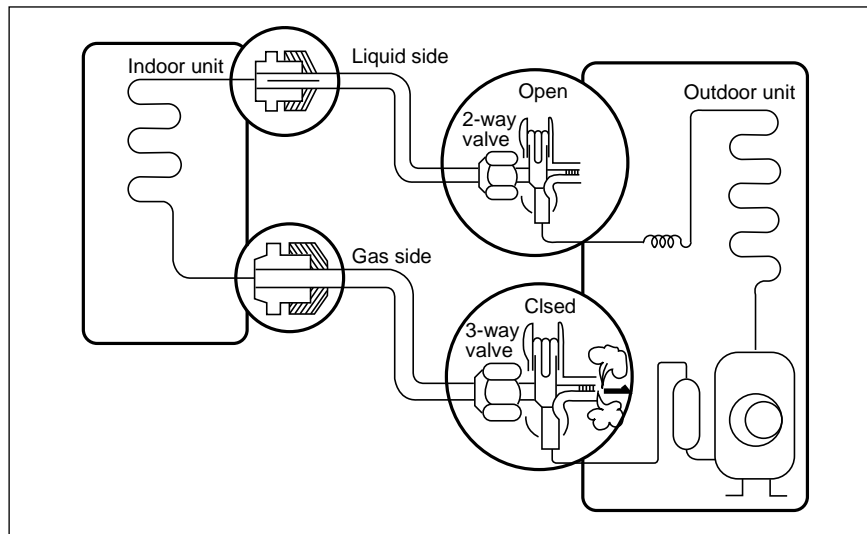 Indoor unit
Liquid side
Open
2-way
valve
Outdoor unit
Gas side
Clsed
3-way
valve